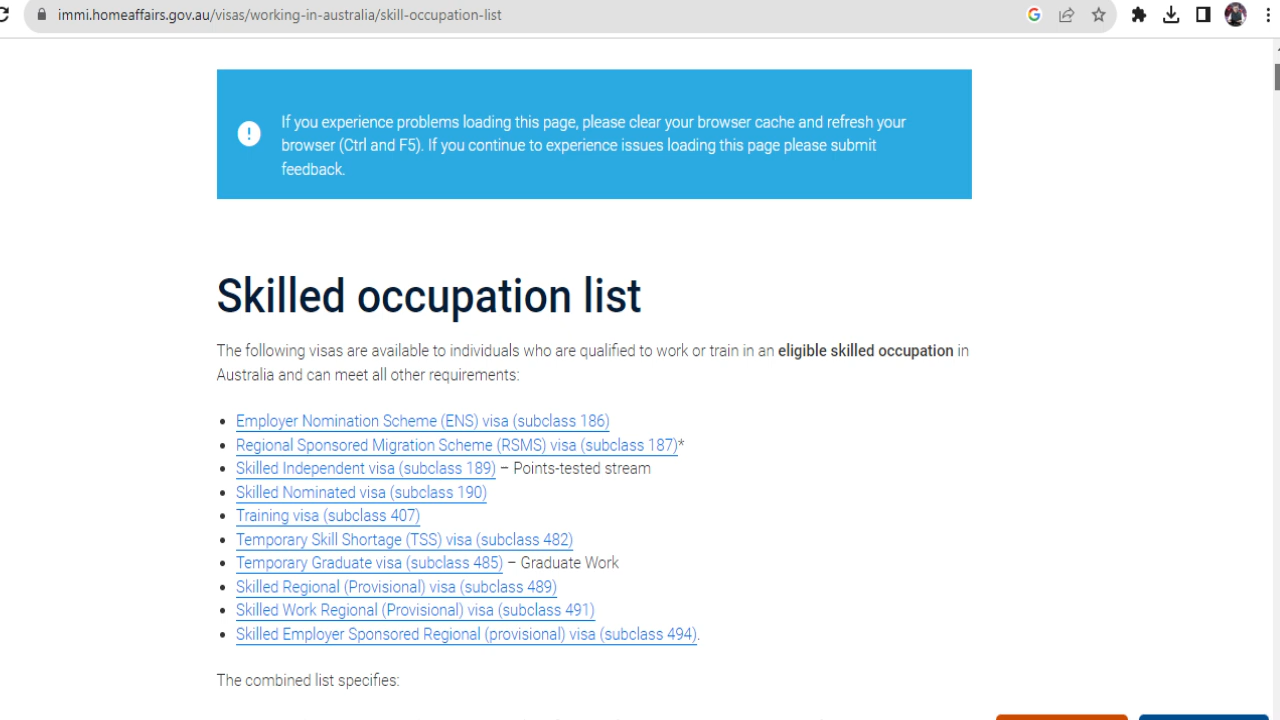 immi.homeaffairs.gov.au/visas/working-in-australia/skill-occupation-list
If you experience problems loading this page, please clear your browser cache and refresh your
browser (Ctrl and F5). If you continue to experience issues loading this page please submit
feedback.
Skilled occupation list
The following visas are available to individuals who are qualified to work or train in an eligible skilled occupation in
Australia and can meet all other requirements:
• Employer Nomination Scheme (ENS) visa (subclass 186)
• Regional Sponsored Migration Scheme (RSMS) visa (subclass 187)*
• Skilled Independent visa (subclass 189) – Points-tested stream
• Skilled Nominated visa (subclass 190)
• Training visa (subclass 407)
• Temporary Skill Shortage (TSS) visa (subclass 482)
• Temporary Graduate visa (subclass 485) – Graduate Work
• Skilled Regional (Provisional) visa (subclass 489)
• Skilled Work Regional (Provisional) visa (subclass 491)
• Skilled Employer Sponsored Regional (provisional) visa (subclass 494).
The combined list specifies: